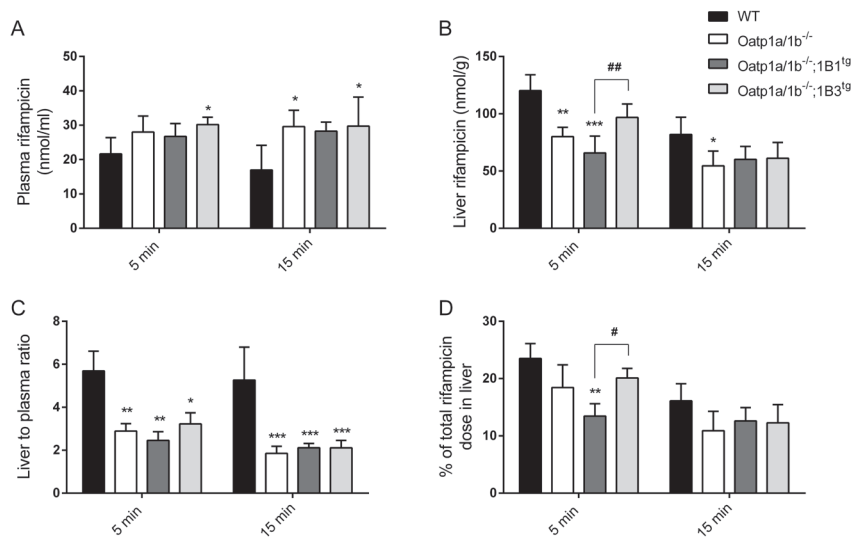 WT
Oatp1a/1b-/-
Oatp1a/1b-/-;1B1tg
Oatp1a/1b-/-;1B3tg
A
Plasma rifampicin
(nmol/ml)
50
40
30
20
10
0
*
*
*
5 min
15 min
B
Liver rifampicin (nmol/g)
150
100
50
0
##
**
***
*
5 min
15 min
C
Liver to plasma ratio
8
6
4
2
0
**
**
*
***
***
***
5 min
15 min
D
% of total rifampicin
dose in liver
30
20
10
0
#
**
5 min
15 min